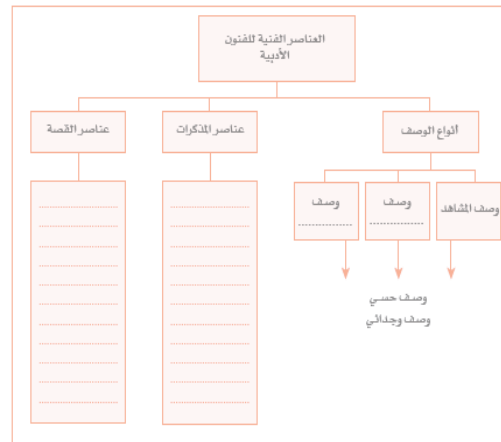 العناصر الفنية للفنون
الأدبية
أنواع الوصف
عناصر المذكرات
عناصر القصة
وصف المشاهد
وصف
وصف
وصف حسي
وصف وجداني